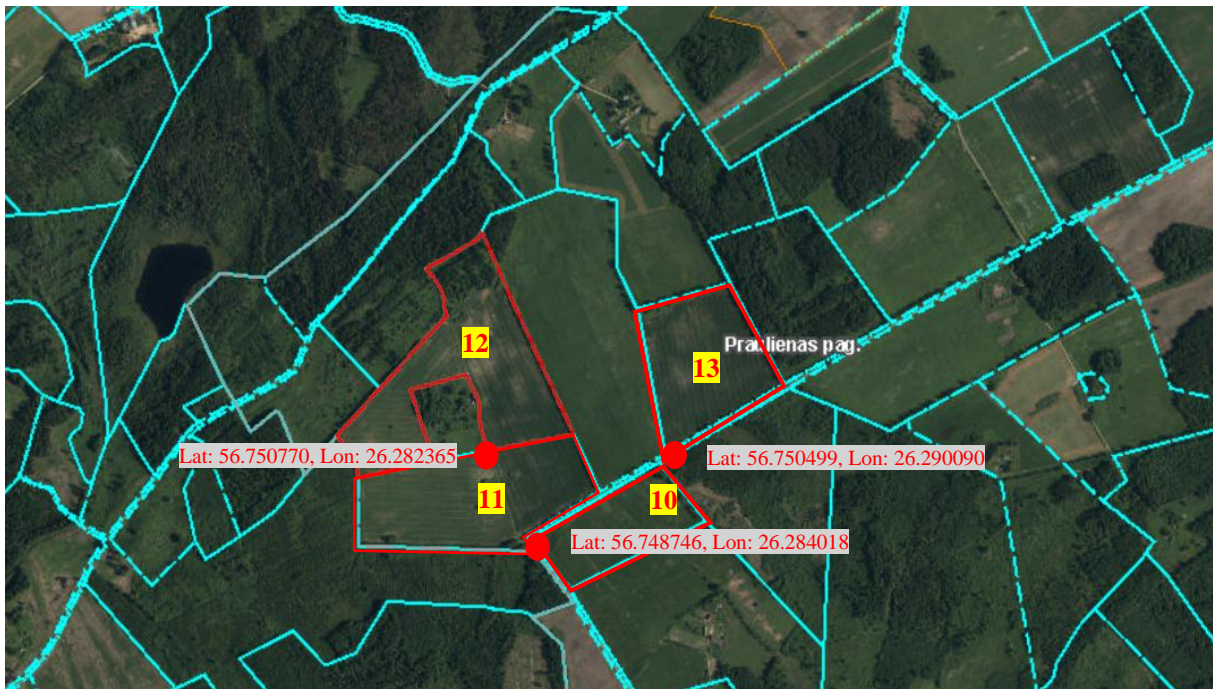 12
Praulienas pag.
13
Lat: 56.750770, Lon: 26.282365
Lat: 56.750499, Lon: 26.290090
11
10
Lat: 56.748746, Lon: 26.284018